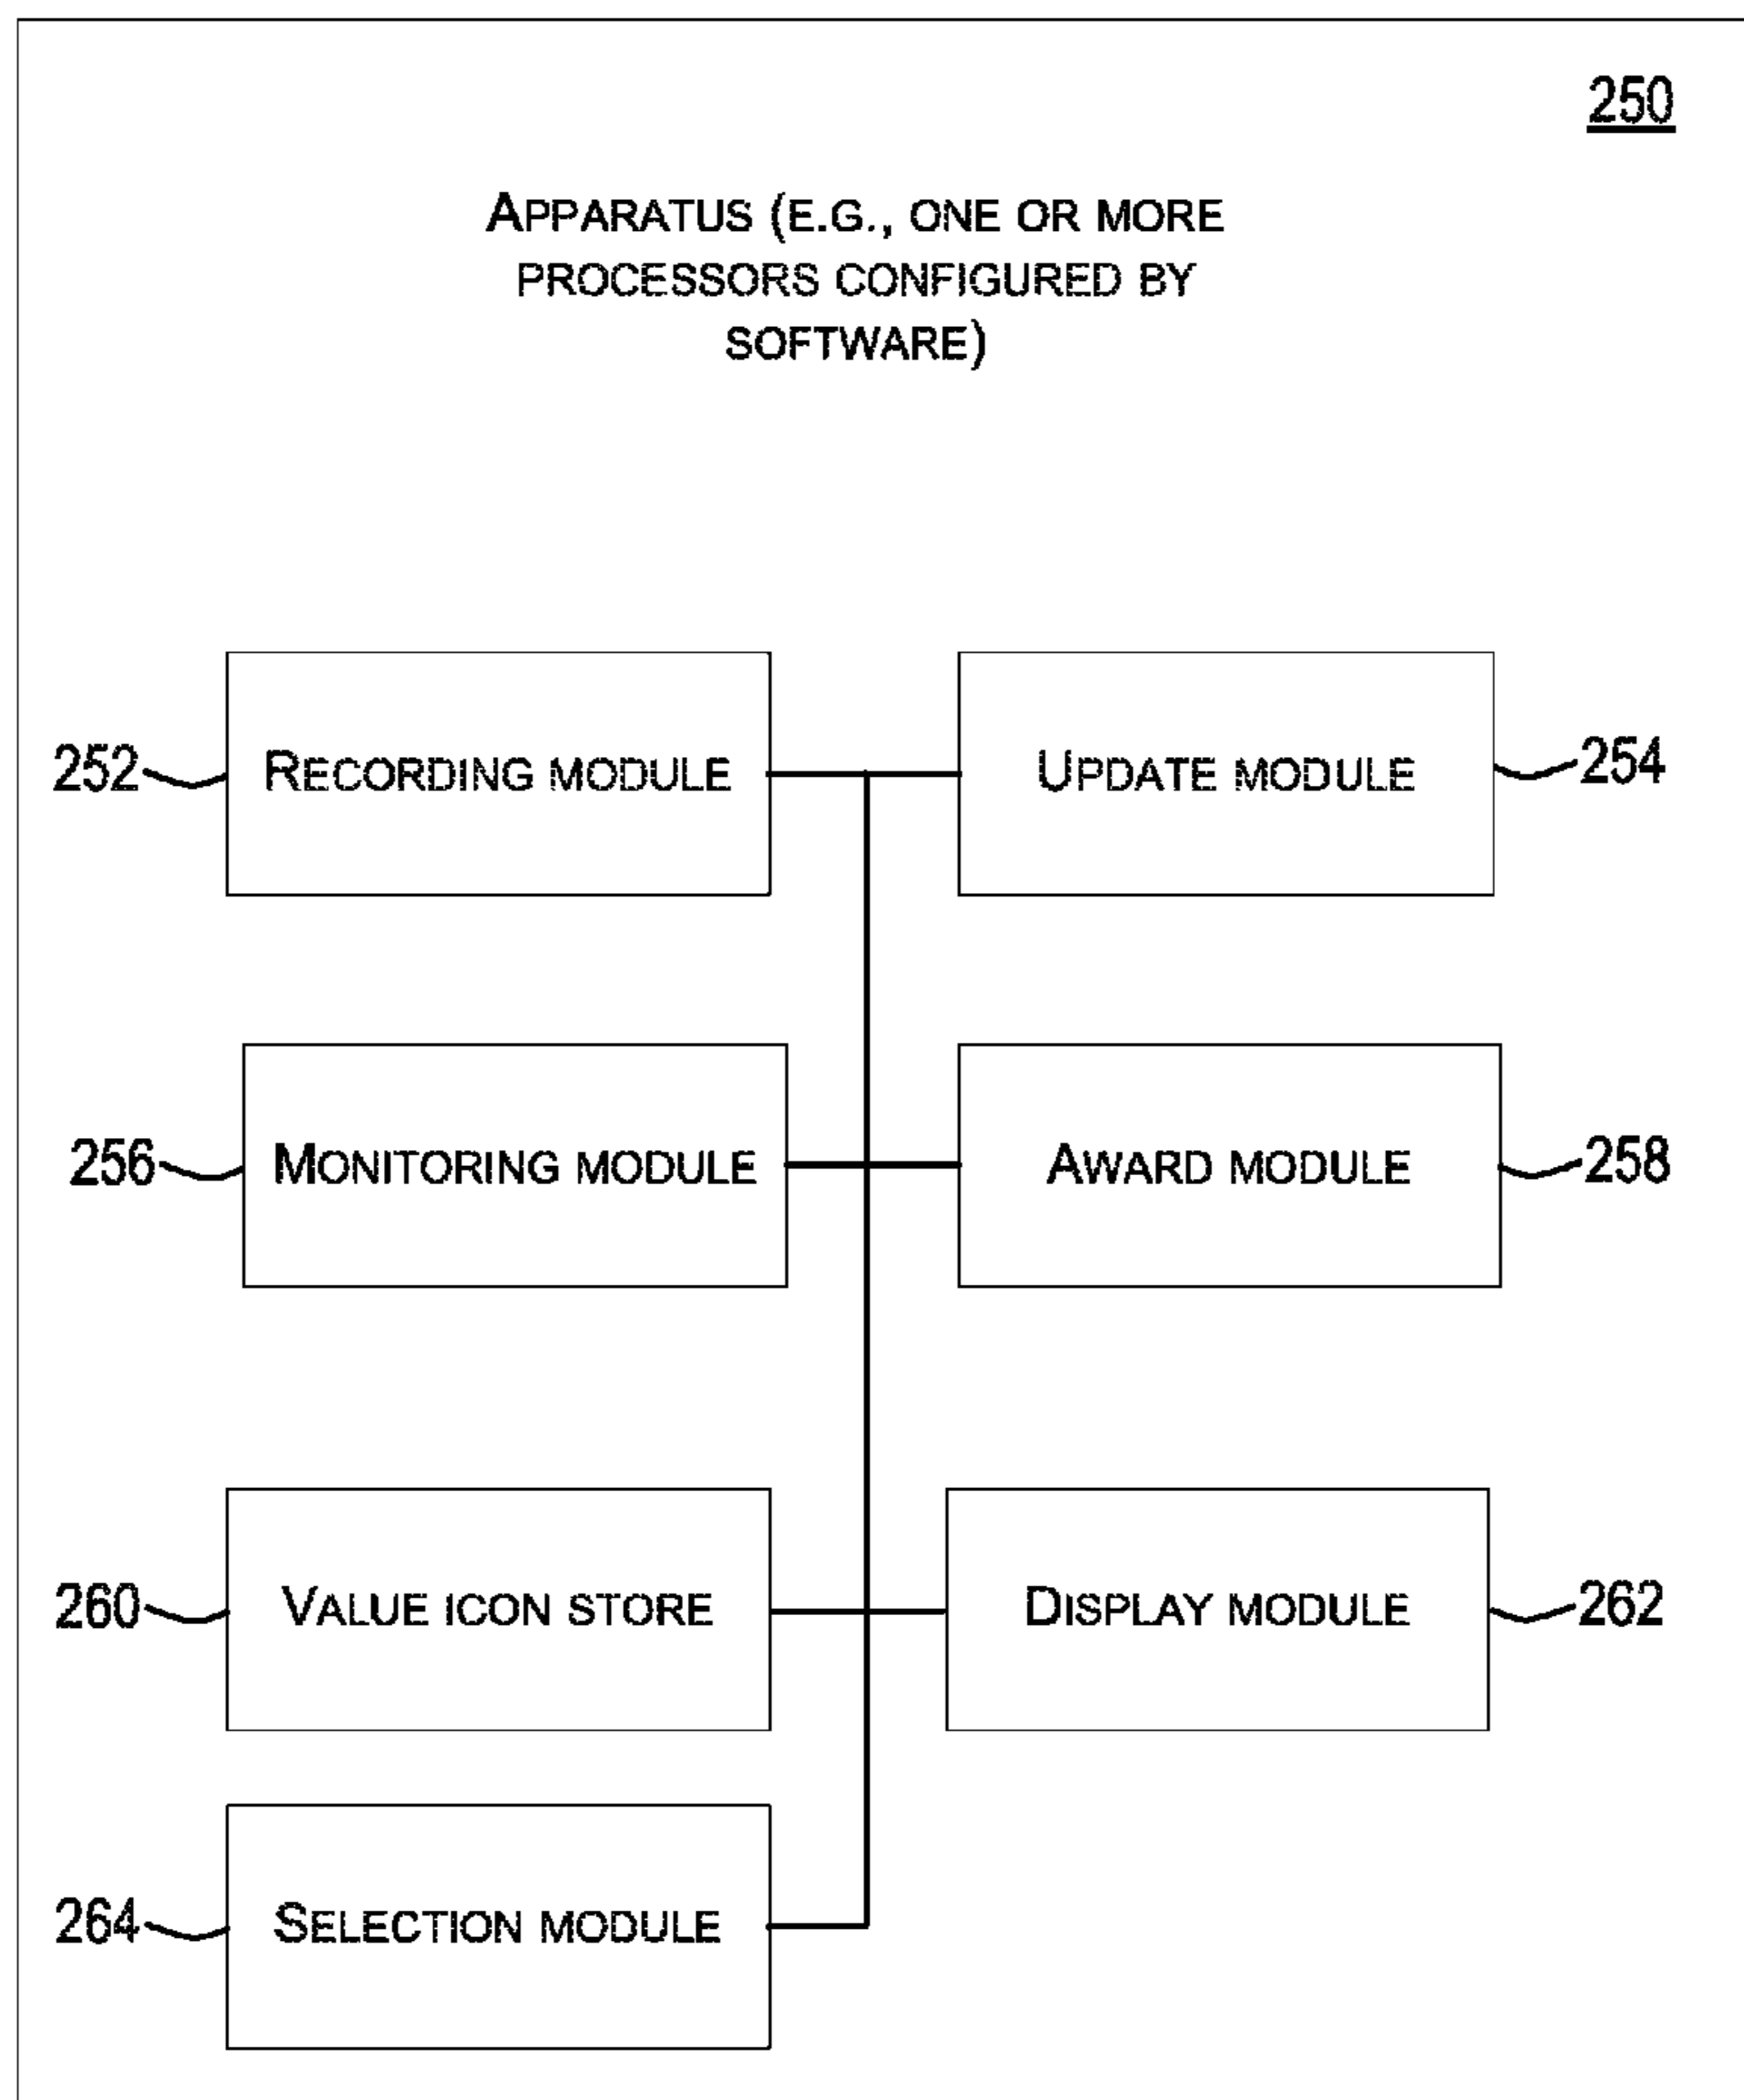 250
APPARATUS (E.G., ONE OR MORE
PROCESSORS CONFIGURED BY
SOFTWARE)
252
RECORDING MODULE
UPDATE MODULE
254
256
MONITORING MODULE
AWARD MODULE
258
260
VALUE ICON STORE
DISPLAY MODULE
262
264
SELECTION MODULE